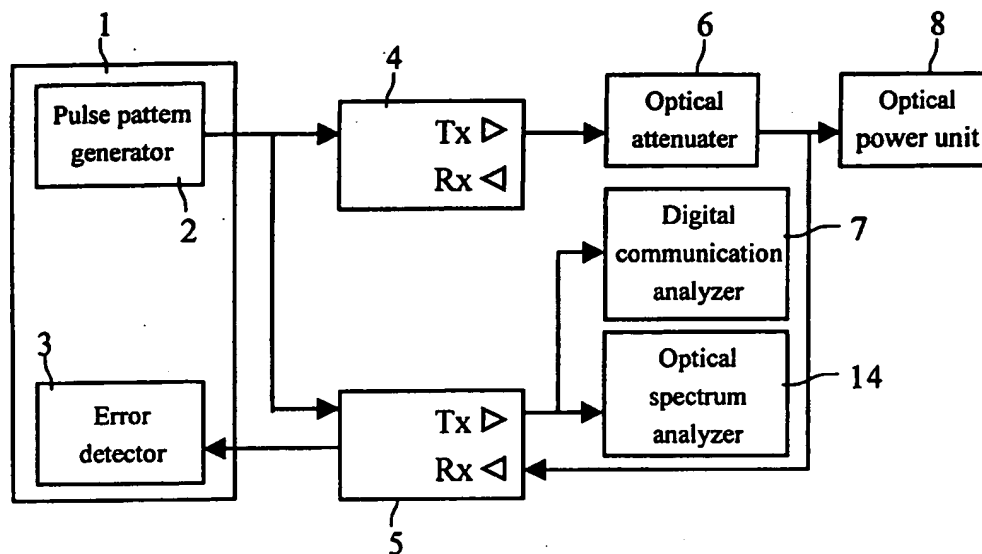 1
Pulse pattem
generator
2
3
Error
detector
4
Tx
Rx
Tx
Rx
5
6
Optical
attenuater
8
Optical
power unit
Digital
communication
analyzer
7
Optical
spectrum
analyzer
14